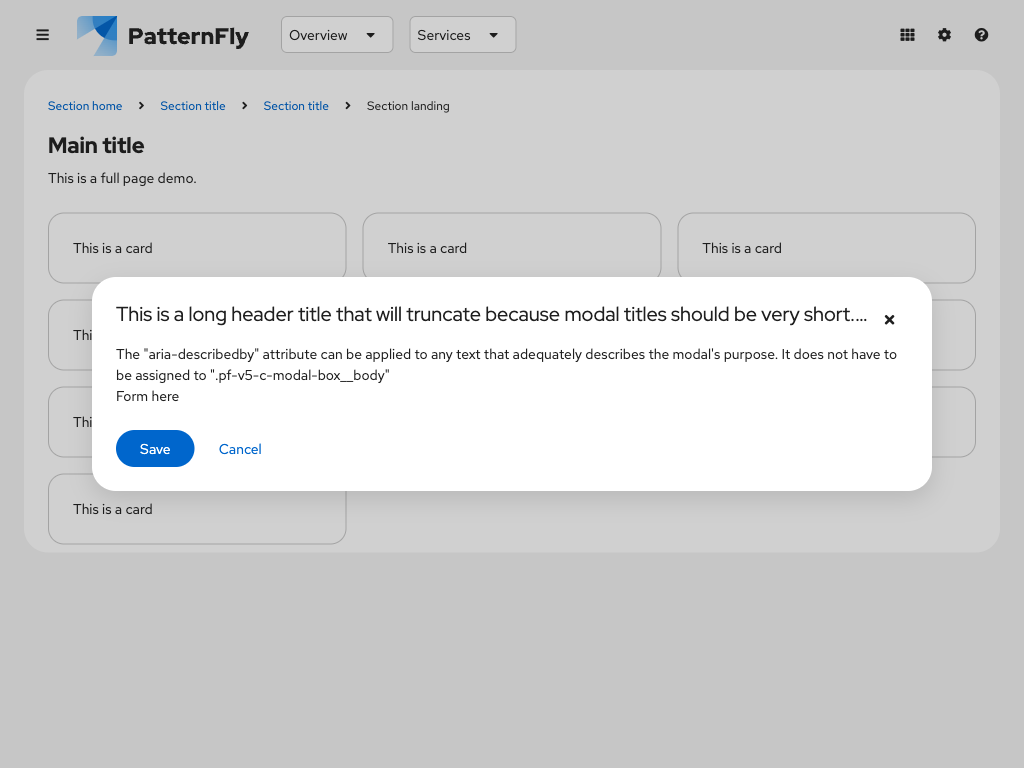 PatternFly
Overview
Services
Section home
Section title
Section title
Section landing
Main title
This is a full page demo.
This is a card
This is a card
This is a card
This is a long header title that will truncate because modal titles should be very short....
The "aria-describedby" attribute can be applied to any text that adequately describes the modal's purpose. It does not have to
be assigned to ".pf-v5-c-modal-box__body"
Form here
Save
Cancel
This is a card